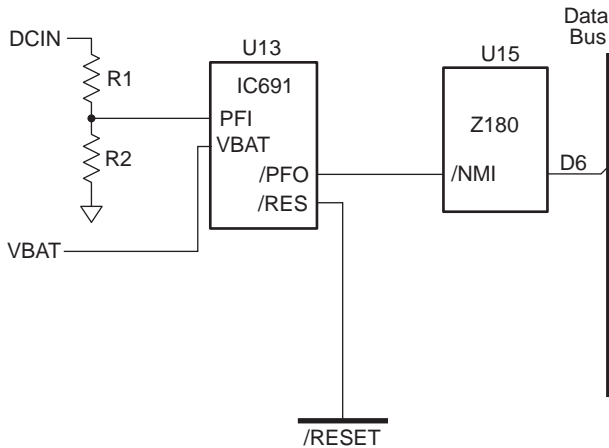 DCIN
R1
R2
VBAT
U13
IC691
PFI
VBAT
/PFO
/RES
U15
Z180
/NMI
D6
Data
Bus
/RESET